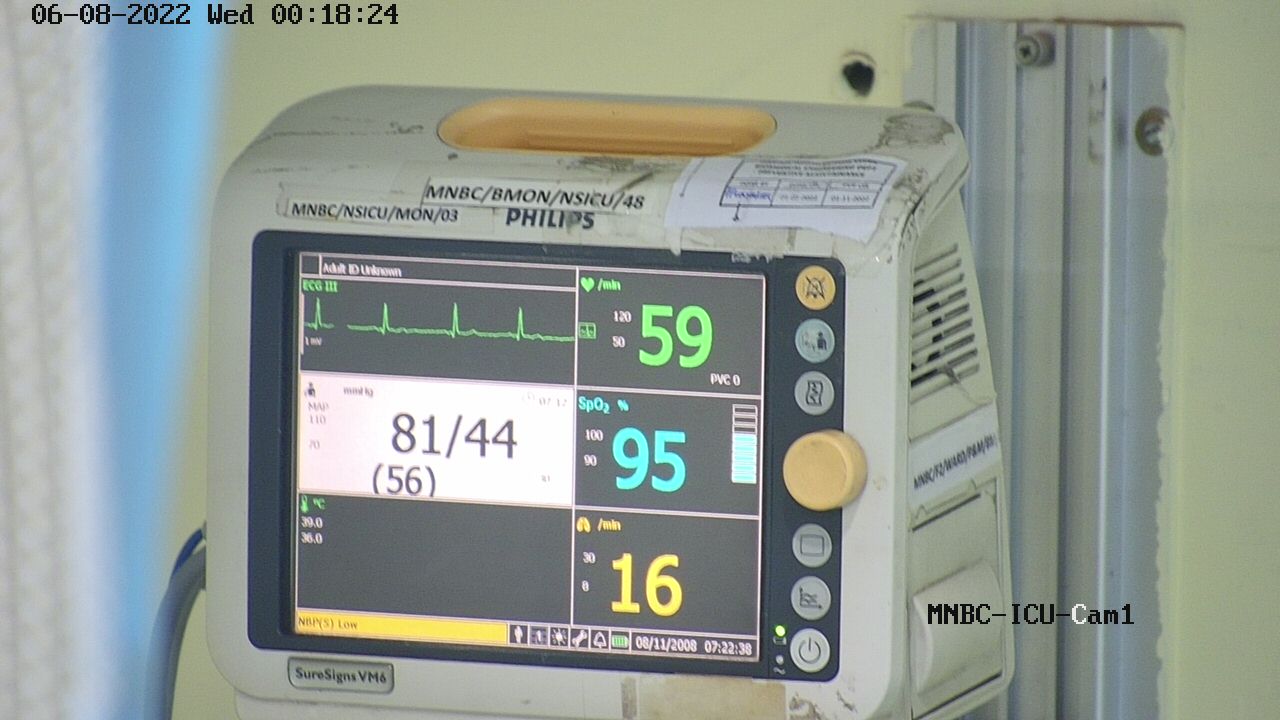 06-08-2022 Wed 00:18:24
MNBC/BMON/NSICU/48
MNBC/NSICU/MON/03
PHILIPS
Adult ID Unknown
ECG III
1 mV
/min
120
50
59
PVC 0
mmHg
07:17
MAP
110
70
81/44
(56)
SpO₂ %
100
90
95
°C
39.0
36.0
/min
30
8
16
NBP(S) Low
08/11/2008 07:22:38
SureSigns VM6
MNBC-ICU-Cam1